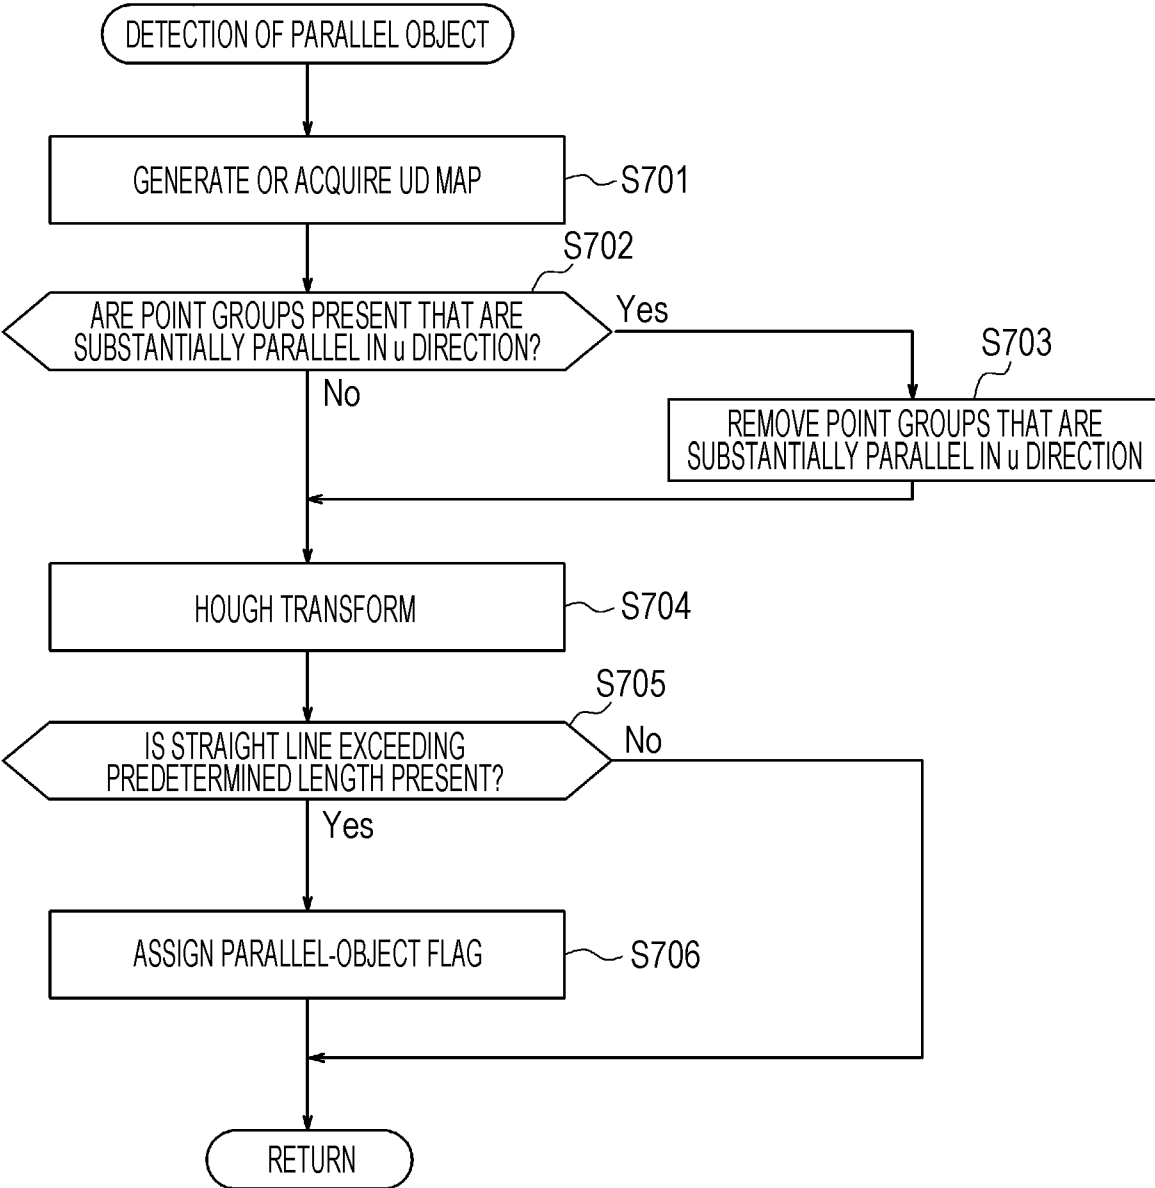 DETECTION OF PARALLEL OBJECT
GENERATE OR ACQUIRE UD MAP
S701
S702
ARE POINT GROUPS PRESENT THAT ARE
SUBSTANTIALLY PARALLEL IN u DIRECTION?
Yes
No
S703
REMOVE POINT GROUPS THAT ARE
SUBSTANTIALLY PARALLEL IN u DIRECTION
HOUGH TRANSFORM
S704
S705
IS STRAIGHT LINE EXCEEDING
PREDETERMINED LENGTH PRESENT?
No
Yes
ASSIGN PARALLEL-OBJECT FLAG
S706
RETURN